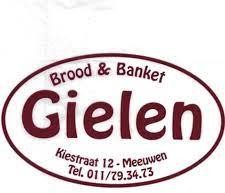 Brood & Banket
Gielen
Kiestraat 12 - Meeuwen
Tel. 011/79.34.73